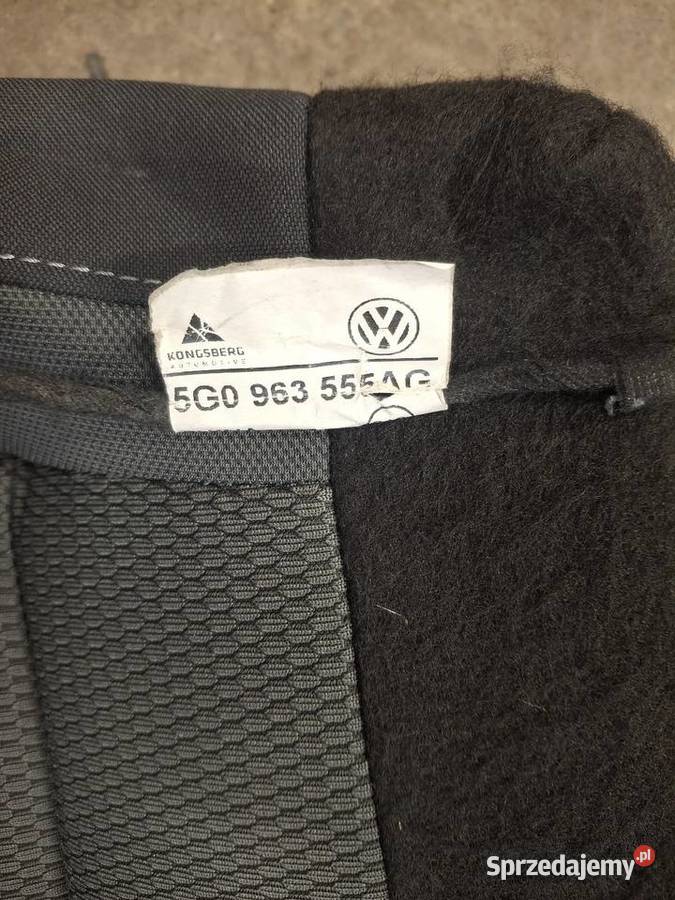 KONGSBERG
AUTOMOTIVE
5G0 963 555AG
Sprzedajemy.pl